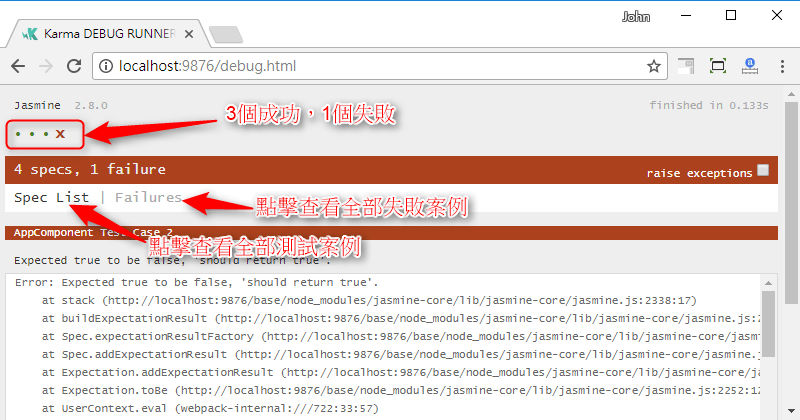 John
Karma DEBUG RUNNER
localhost:9876/debug.html
Jasmine 2.8.0
finished in 0.133s
3個成功，1個失敗
• • • x
4 specs, 1 failure
raise exceptions
Spec List | Failures
點擊查看全部失敗案例
AppComponent Test Case 2
點擊查看全部測試案例
Expected true to be false, 'should return true'.
Error: Expected true to be false, 'should return true'.
at stack (http://localhost:9876/base/node_modules/jasmine-core/lib/jasmine-core/jasmine.js:2338:17)
at buildExpectationResult (http://localhost:9876/base/node_modules/jasmine-core/lib/jasmine-core/jasmine.js:2
at Spec.expectationResultFactory (http://localhost:9876/base/node_modules/jasmine-core/lib/jasmine-core/jasmi
at Spec.addExpectationResult (http://localhost:9876/base/node_modules/jasmine-core/lib/jasmine-core/jasmine.j
at Expectation.addExpectationResult (http://localhost:9876/base/node_modules/jasmine-core/lib/jasmine-core/ja
at Expectation.toBe (http://localhost:9876/base/node_modules/jasmine-core/lib/jasmine-core/jasmine.js:2252:12
at UserContext.eval (webpack-internal:///722:33:57)